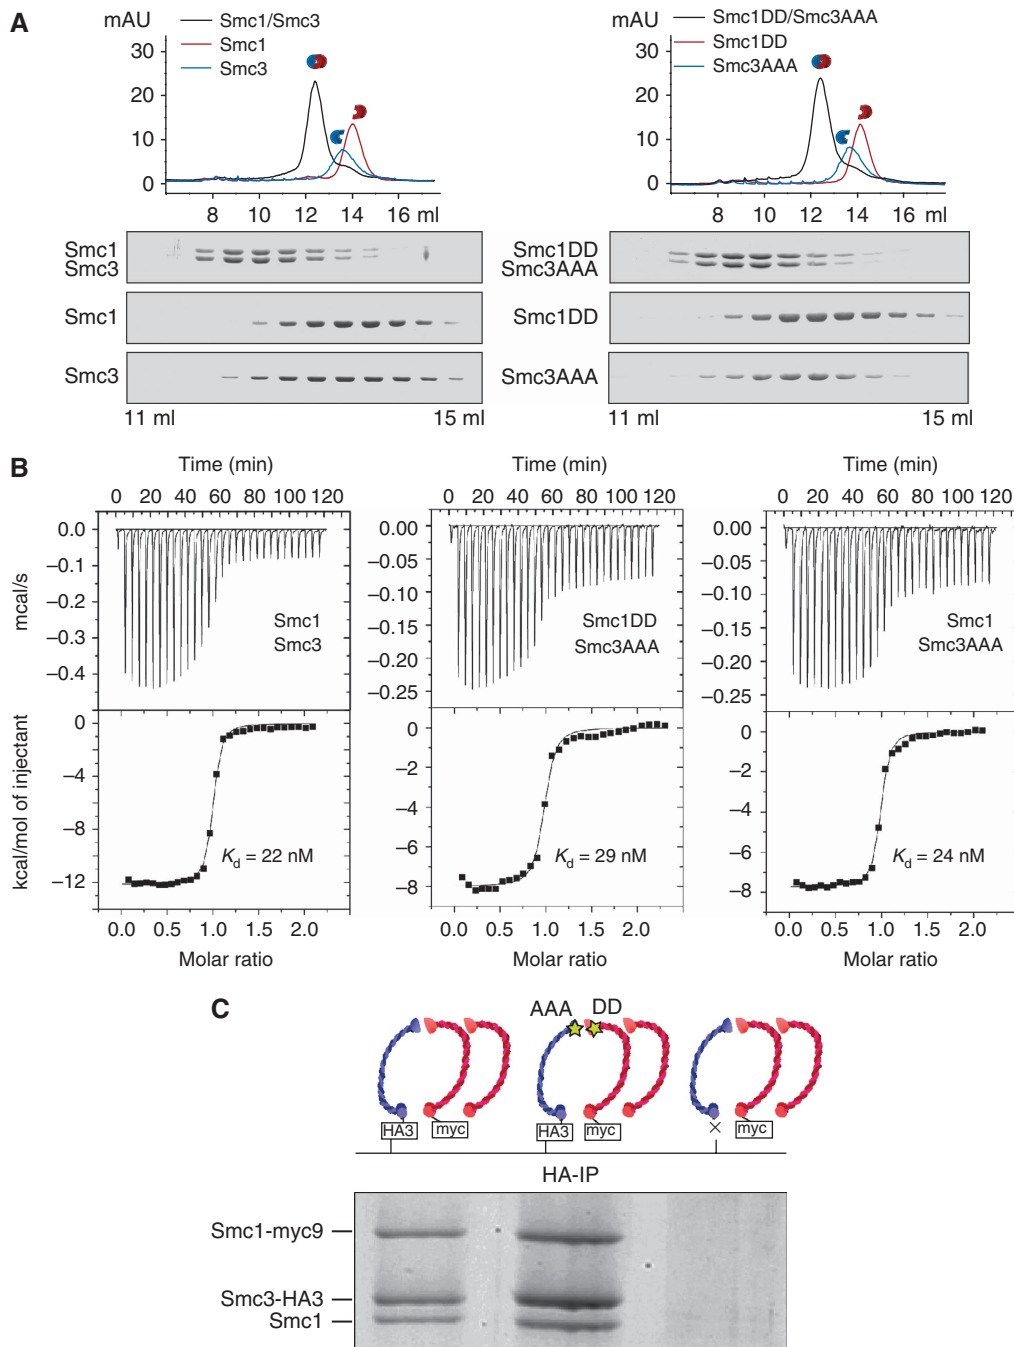 A
mAU
Smc1/Smc3
Smc1
Smc3
30
20
10
0
8 10 12 14 16 ml
mAU
Smc1DD/Smc3AAA
Smc1DD
Smc3AAA
30
20
10
0
8 10 12 14 16 ml
Smc1
Smc3
Smc1
Smc3
11 ml 15 ml
Smc1DD
Smc3AAA
Smc1DD
Smc3AAA
11 ml 15 ml
B
Time (min)
0 20 40 60 80 100 120
mcal/s
0.0
−0.1
−0.2
−0.3
−0.4
Smc1
Smc3
kcal/mol of injectant
0
−4
−8
−12
Kd = 22 nM
0.0 0.5 1.0 1.5 2.0
Molar ratio
Time (min)
0 20 40 60 80 100 120
0.00
−0.05
−0.10
−0.15
−0.20
−0.25
Smc1DD
Smc3AAA
0
−2
−4
−6
−8
Kd = 29 nM
0.0 0.5 1.0 1.5 2.0
Molar ratio
Time (min)
0 20 40 60 80 100 120
0.00
−0.05
−0.10
−0.15
−0.20
−0.25
Smc1
Smc3AAA
0
−2
−4
−6
−8
Kd = 24 nM
0.0 0.5 1.0 1.5 2.0
Molar ratio
C
AAA DD
HA3 myc HA3 myc × myc
HA-IP
Smc1-myc9
Smc3-HA3
Smc1